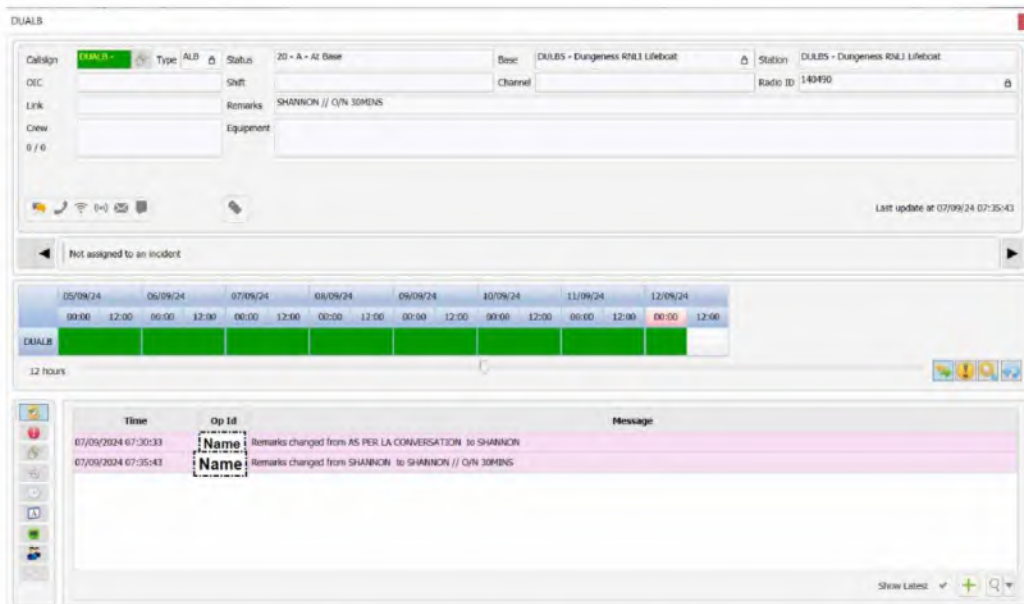 DUALB
Callsign DUALB - Type ALB Status 20 - A - At Base Base DULB5 - Dungeness RNLI Lifeboat Station DULB5 - Dungeness RNLI Lifeboat
OIC Shift Channel Radio ID 140490
Link Remarks SHANNON // O/N 30MINS
Crew Equipment
0 / 0
Last update at 07/09/24 07:35:43
Not assigned to an incident
05/09/24 06/09/24 07/09/24 08/09/24 09/09/24 10/09/24 11/09/24 12/09/24
00:00 12:00 00:00 12:00 00:00 12:00 00:00 12:00 00:00 12:00 00:00 12:00 00:00 12:00 00:00 12:00
DUALB
12 hours
Time Op Id Message
07/09/2024 07:30:33 Name Remarks changed from AS PER LA CONVERSATION to SHANNON
07/09/2024 07:35:43 Name Remarks changed from SHANNON to SHANNON // O/N 30MINS
Show Latest